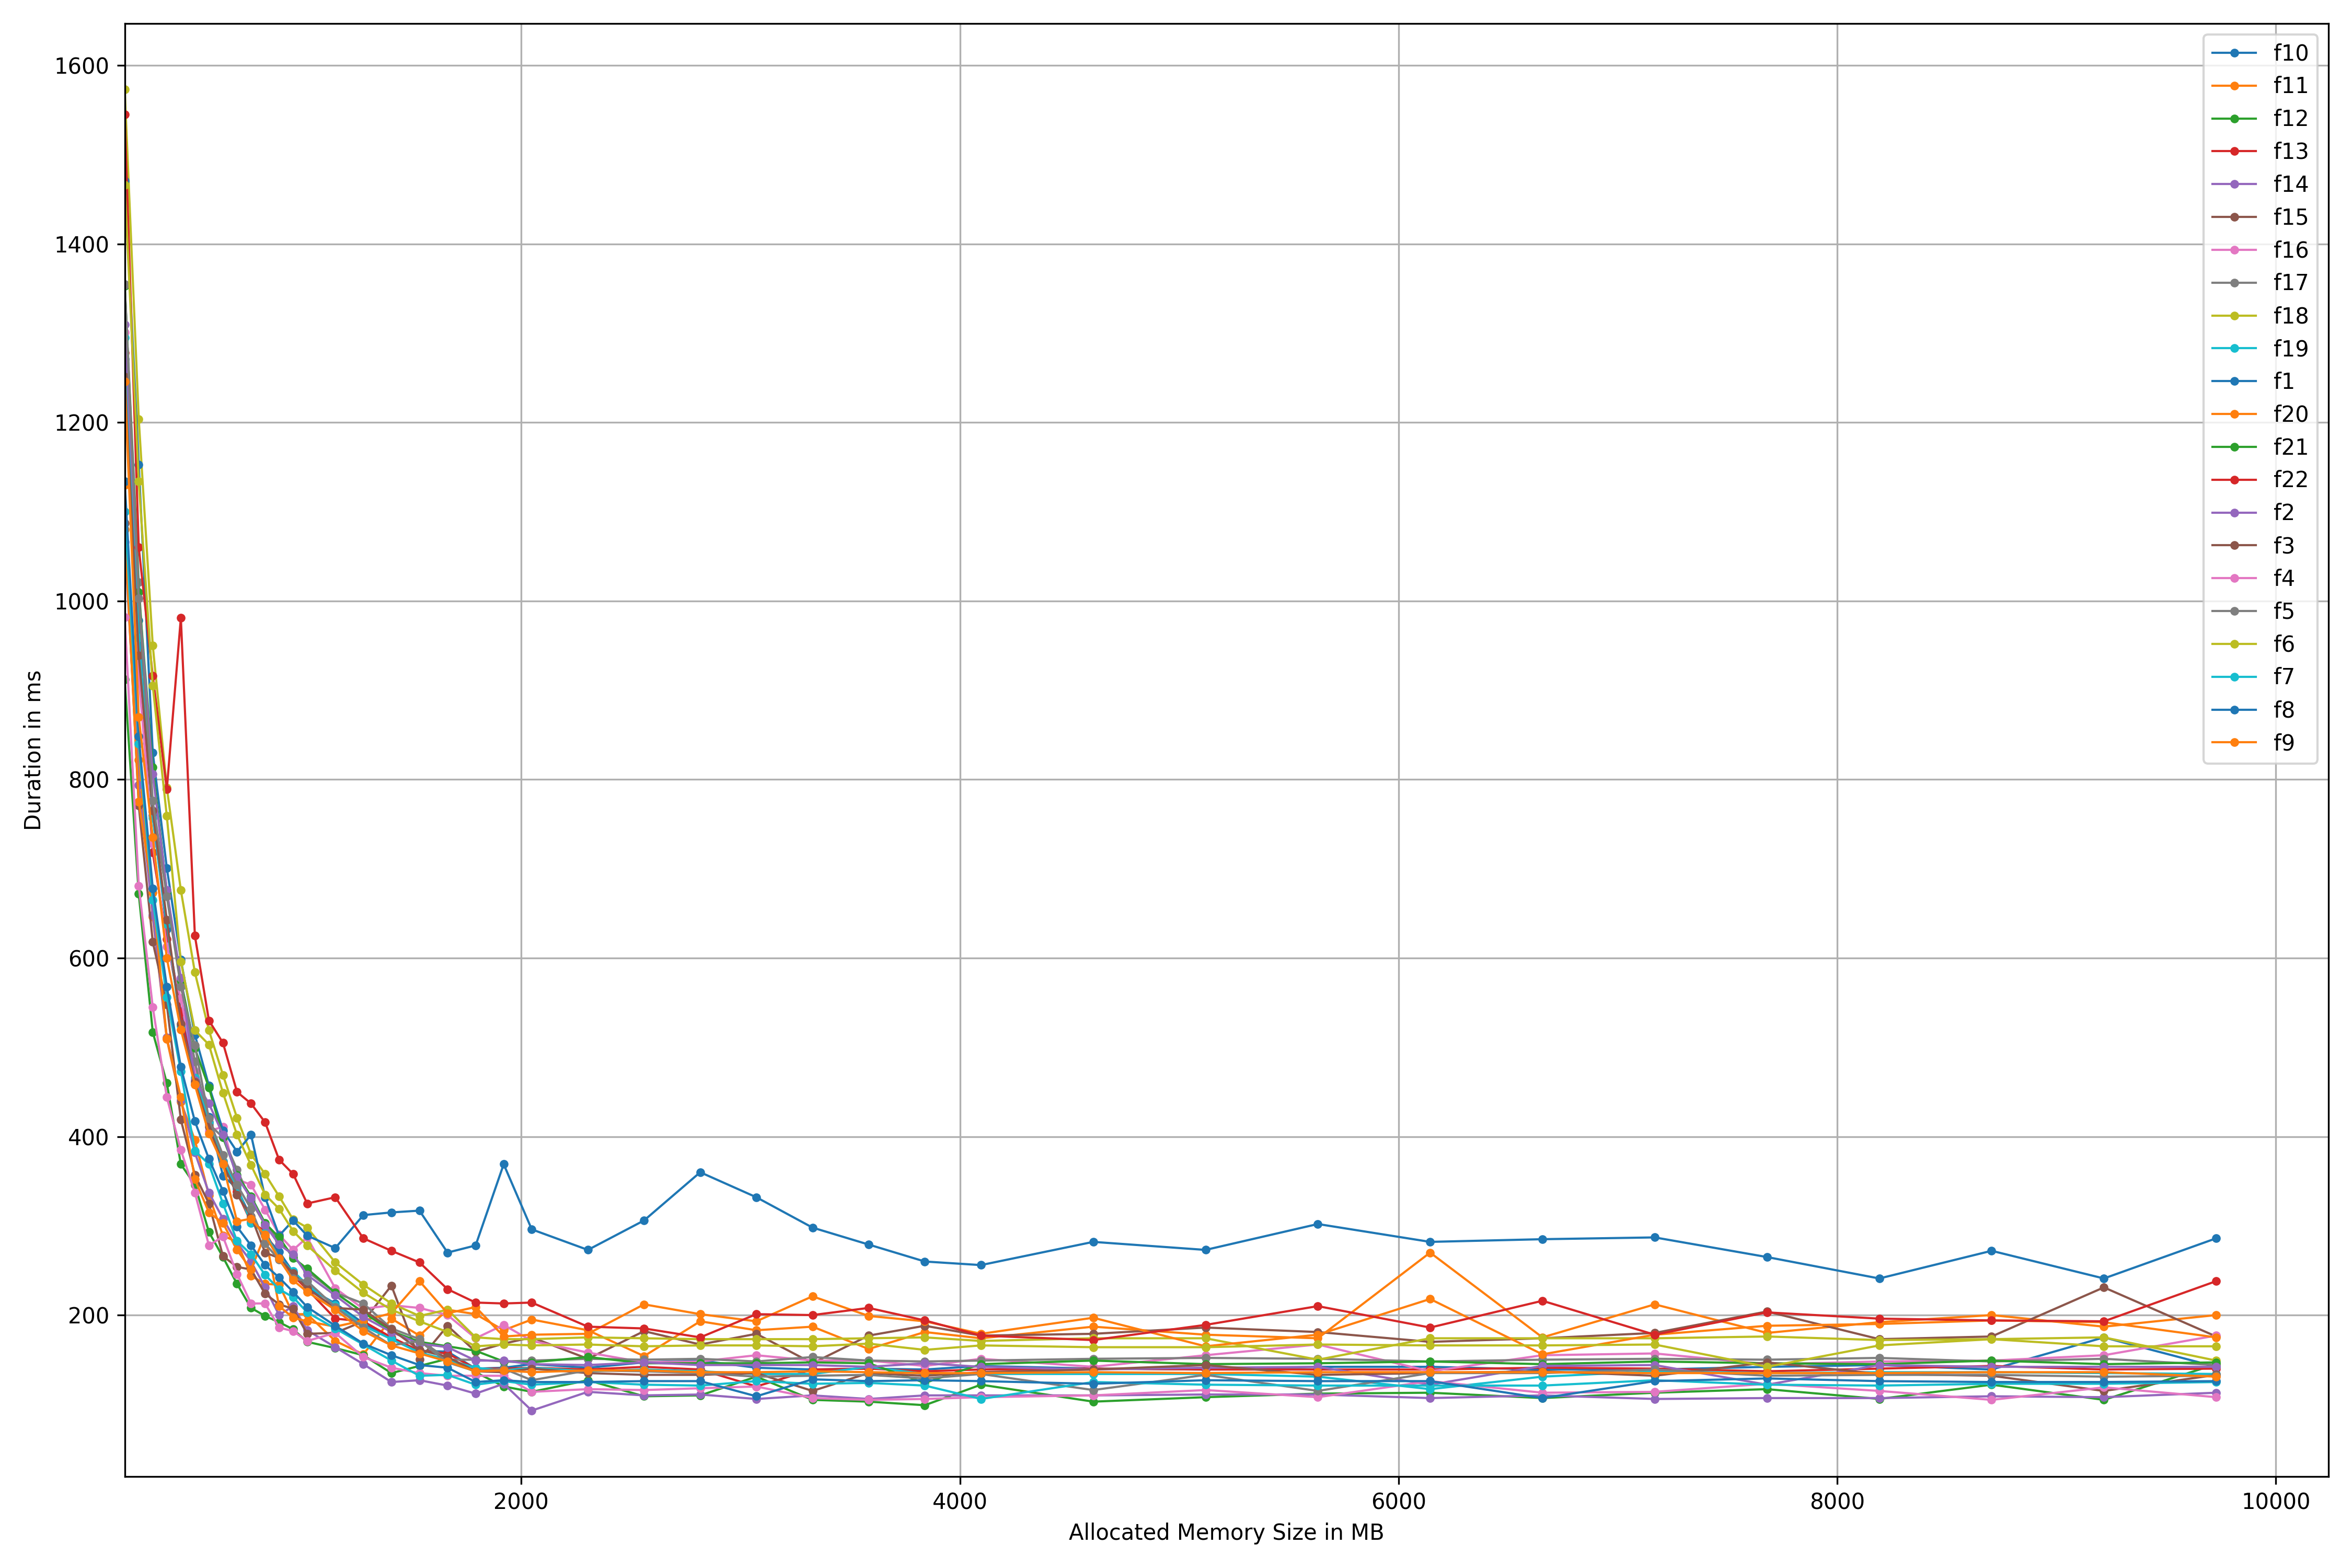 1600
1400
1200
1000
800
600
400
200
2000
4000
6000
8000
10000
Duration in ms
Allocated Memory Size in MB
f10
f11
f12
f13
f14
f15
f16
f17
f18
f19
f1
f20
f21
f22
f2
f3
f4
f5
f6
f7
f8
f9